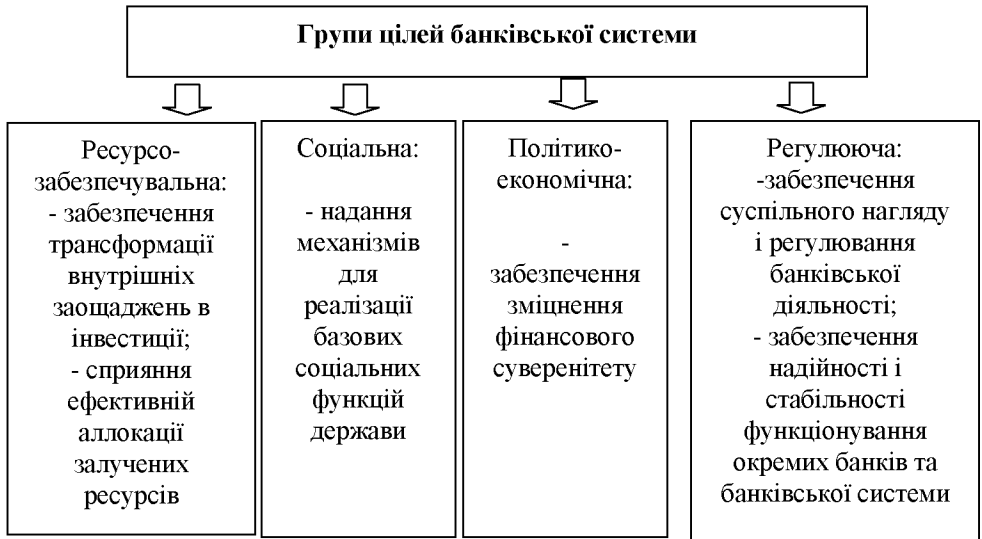 Групи цілей банківської системи
Ресурсо-
забезпечувальна:
- забезпечення
трансформації
внутрішніх
заощаджень в
інвестиції;
- сприяння
ефективній
аллокації
залучених
ресурсів
Соціальна:
- надання
механізмів
для
реалізації
базових
соціальних
функцій
держави
Політико-
економічна:
-
забезпечення
зміцнення
фінансового
суверенітету
Регулююча:
-забезпечення
суспільного нагляду
і регулювання
банківської
діяльності;
- забезпечення
надійності і
стабільності
функціонування
окремих банків та
банківської системи